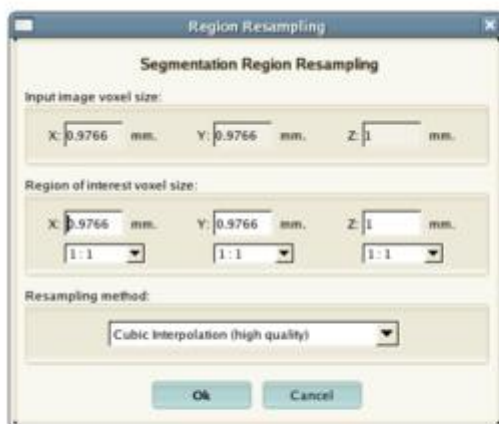 Region Resampling
Segmentation Region Resampling
Input image voxel size:
X: 0.9766 mm. Y: 0.9766 mm. Z: 1 mm.
Region of interest voxel size:
X: 0.9766 mm. Y: 0.9766 mm. Z: 1 mm.
1:1 1:1 1:1
Resampling method:
Cubic Interpolation (high quality)
Ok Cancel